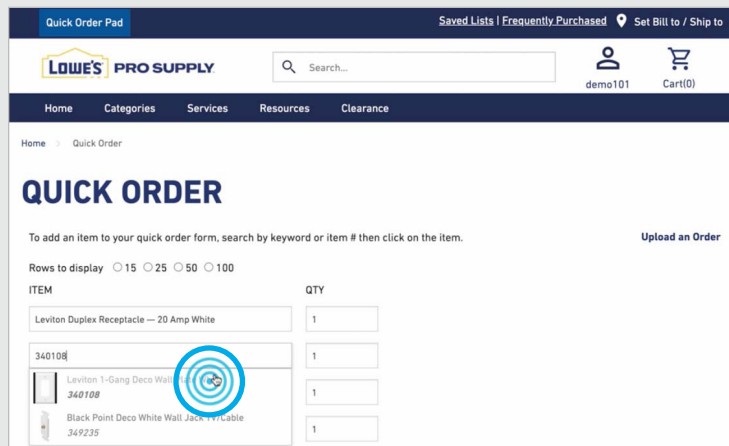 Quick Order Pad
Saved Lists | Frequently Purchased Set Bill to / Ship to
LOWE'S PRO SUPPLY
Search...
demo101
Cart(0)
Home Categories Services Resources Clearance
Home > Quick Order
QUICK ORDER
To add an item to your quick order form, search by keyword or item # then click on the item.
Upload an Order
Rows to display 15 25 50 100
ITEM QTY
Leviton Duplex Receptacle — 20 Amp White 1
340108 1
Leviton 1-Gang Deco Wall
340108
1
Black Point Deco White Wall Jack TV/Cable
349235
1